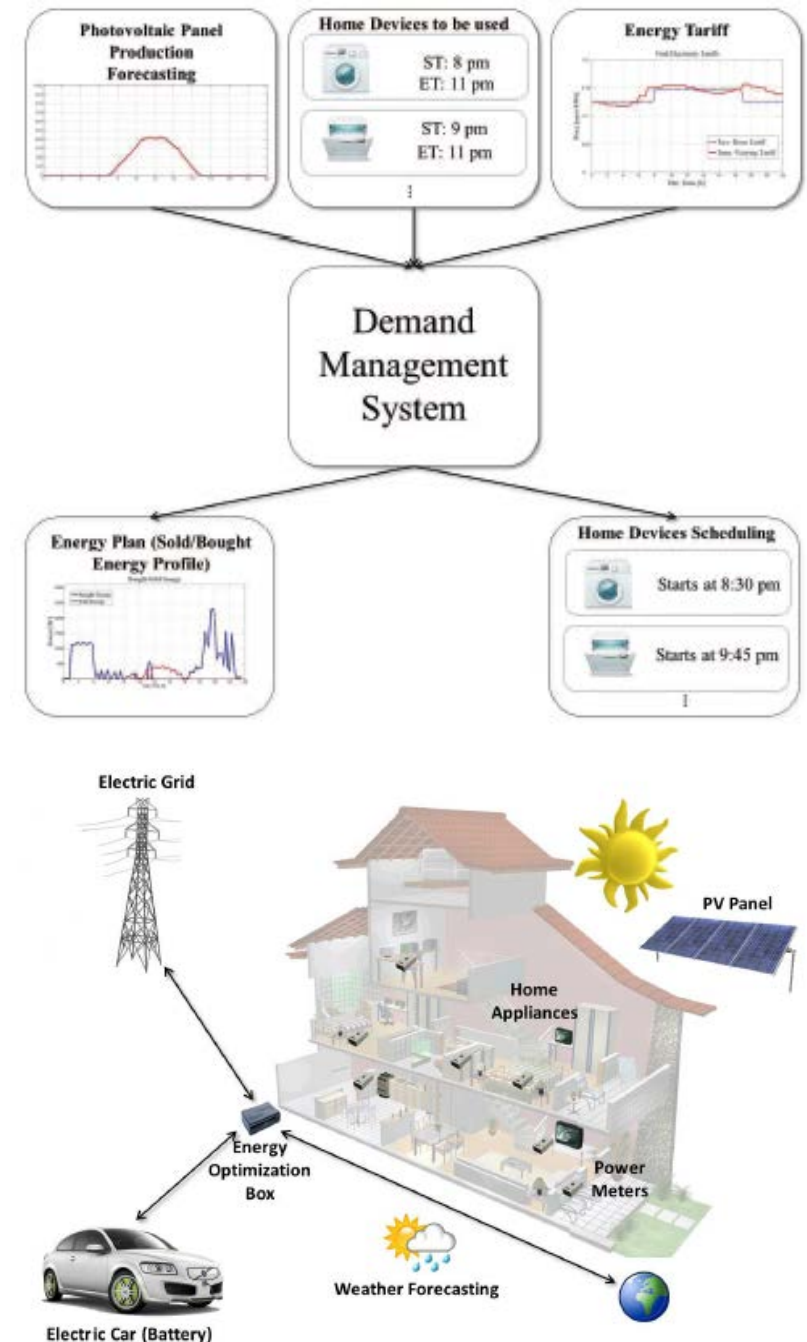 Photovoltaic Panel
Production
Forecasting
Home Devices to be used
ST: 8 pm
ET: 11 pm
ST: 9 pm
ET: 11 pm
Energy Tariff
Demand
Management
System
Energy Plan (Sold/Bought
Energy Profile)
Home Devices Scheduling
Starts at 8:30 pm
Starts at 9:45 pm
Electric Grid
PV Panel
Home
Appliances
Energy
Optimization
Box
Power
Meters
Weather Forecasting
Electric Car (Battery)